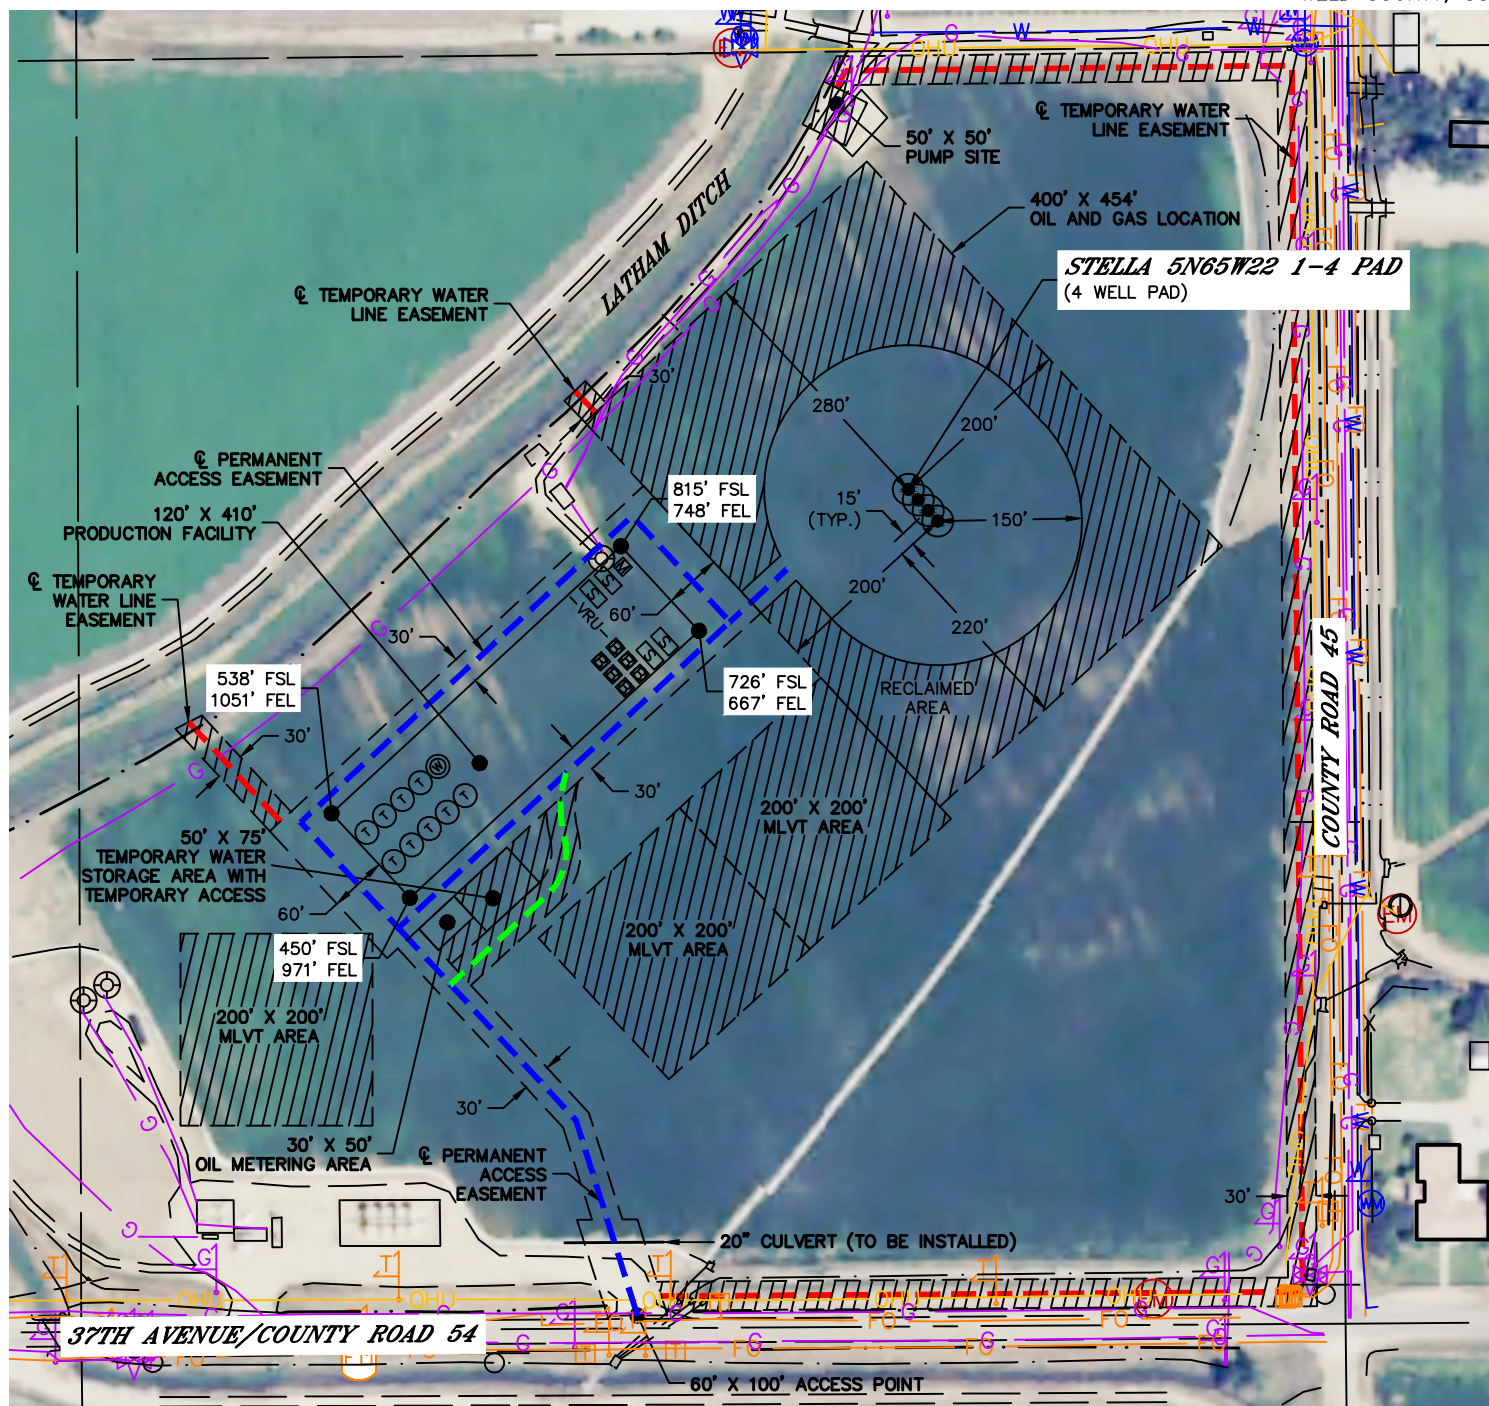 ℄ TEMPORARY WATER
LINE EASEMENT
50' X 50'
PUMP SITE
400' X 454'
OIL AND GAS LOCATION
STELLA 5N65W22 1-4 PAD
(4 WELL PAD)
LATHAM DITCH
℄ TEMPORARY WATER
LINE EASEMENT
30'
280'
200'
℄ PERMANENT
ACCESS EASEMENT
815' FSL
748' FEL
15'
(TYP.)
150'
120' X 410'
PRODUCTION FACILITY
℄ TEMPORARY
WATER LINE
EASEMENT
60'
200'
220'
30'
VRU
538' FSL
1051' FEL
726' FSL
667' FEL
RECLAIMED
AREA
COUNTY ROAD 45
30'
30'
200' X 200'
MLVT AREA
50' X 75'
TEMPORARY WATER
STORAGE AREA WITH
TEMPORARY ACCESS
60'
450' FSL
971' FEL
200' X 200'
MLVT AREA
200' X 200'
MLVT AREA
30'
30' X 50'
OIL METERING AREA
℄ PERMANENT
ACCESS
EASEMENT
30'
20" CULVERT (TO BE INSTALLED)
37TH AVENUE/COUNTY ROAD 54
60' X 100' ACCESS POINT